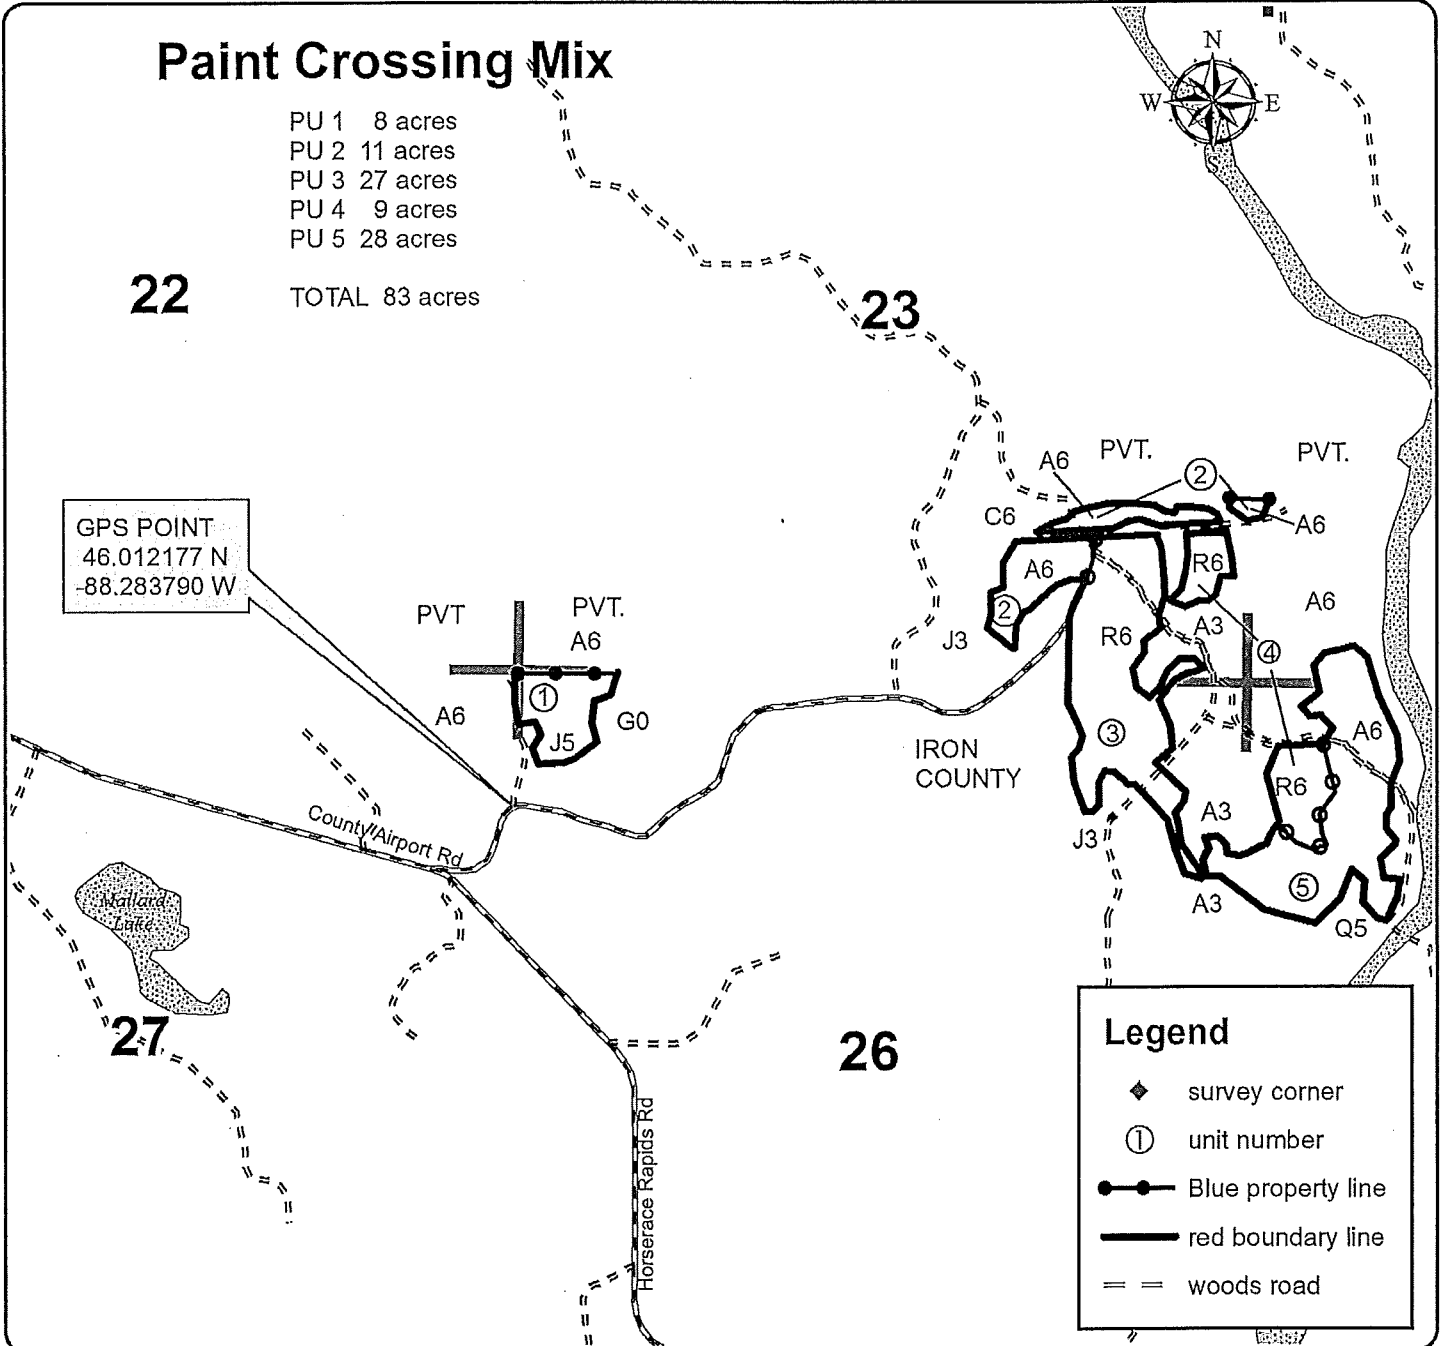 Paint Crossing Mix
PU 1 8 acres
PU 2 11 acres
PU 3 27 acres
PU 4 9 acres
PU 5 28 acres
TOTAL 83 acres
N
W E
S
22
23
GPS POINT
46.012177 N
-88.283790 W
PVT
PVT.
A6
A6
1
J5
G0
A6
PVT.
2
PVT.
C6
A6
A6
R6
2
A6
J3
R6
A3
4
IRON
COUNTY
3
A6
R6
J3
A3
5
A3
Q5
County Airport Rd
Mallard
Lake
27
26
Horserace Rapids Rd
Legend
survey corner
1 unit number
Blue property line
red boundary line
woods road